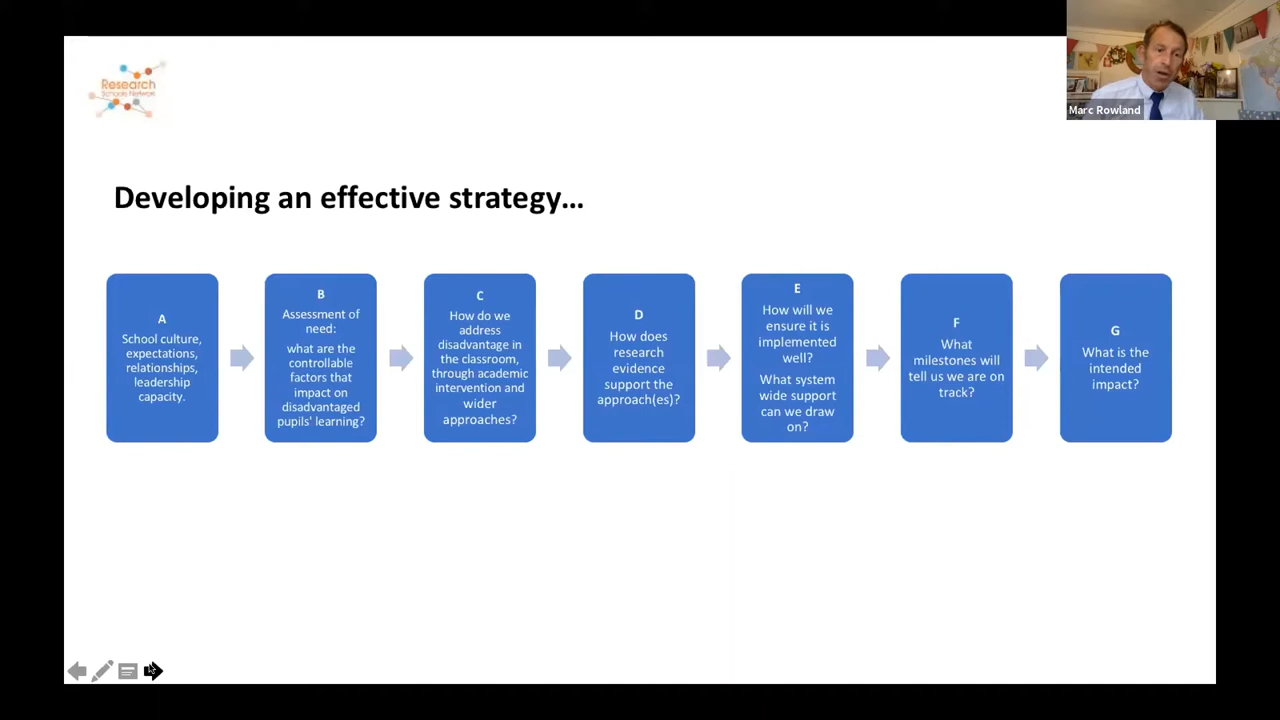 Research
Schools Network
Marc Rowland
Developing an effective strategy...
A
School culture,
expectations,
relationships,
leadership
capacity.
B
Assessment of
need:
what are the
controllable
factors that
impact on
disadvantaged
pupils' learning?
C
How do we
address
disadvantage in
the classroom,
through academic
intervention and
wider
approaches?
D
How does
research
evidence
support the
approach(es)?
E
How will we
ensure it is
implemented
well?
What system
wide support
can we draw
on?
F
What
milestones will
tell us we are on
track?
G
What is the
intended
impact?